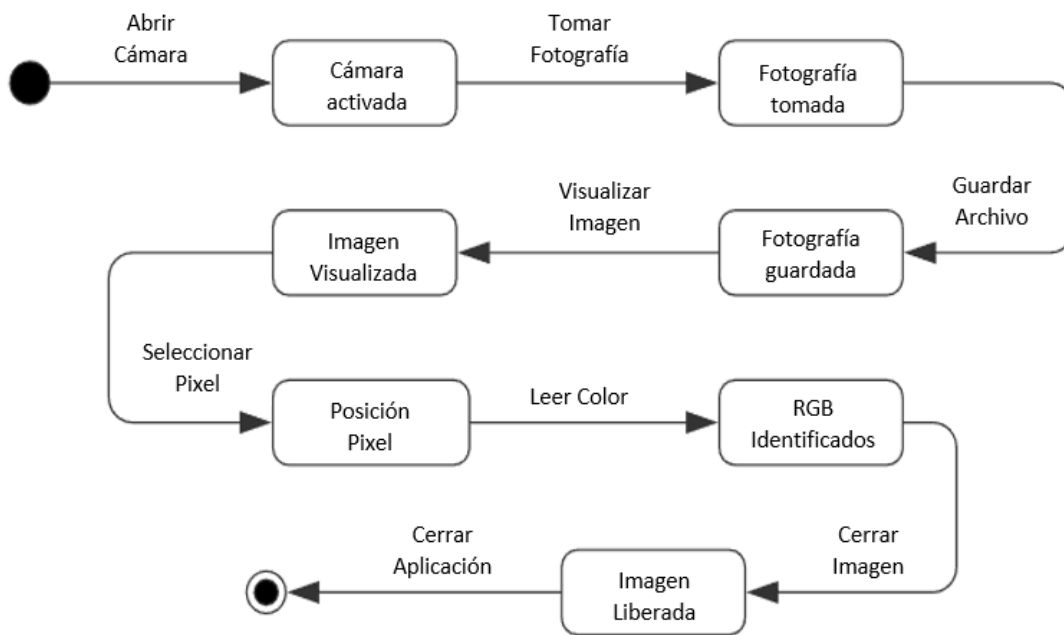 Abrir
Cámara
Cámara
activada
Tomar
Fotografía
Fotografía
tomada
Guardar
Archivo
Fotografía
guardada
Visualizar
Imagen
Imagen
Visualizada
Seleccionar
Pixel
Posición
Pixel
Leer Color
RGB
Identificados
Cerrar
Imagen
Imagen
Liberada
Cerrar
Aplicación